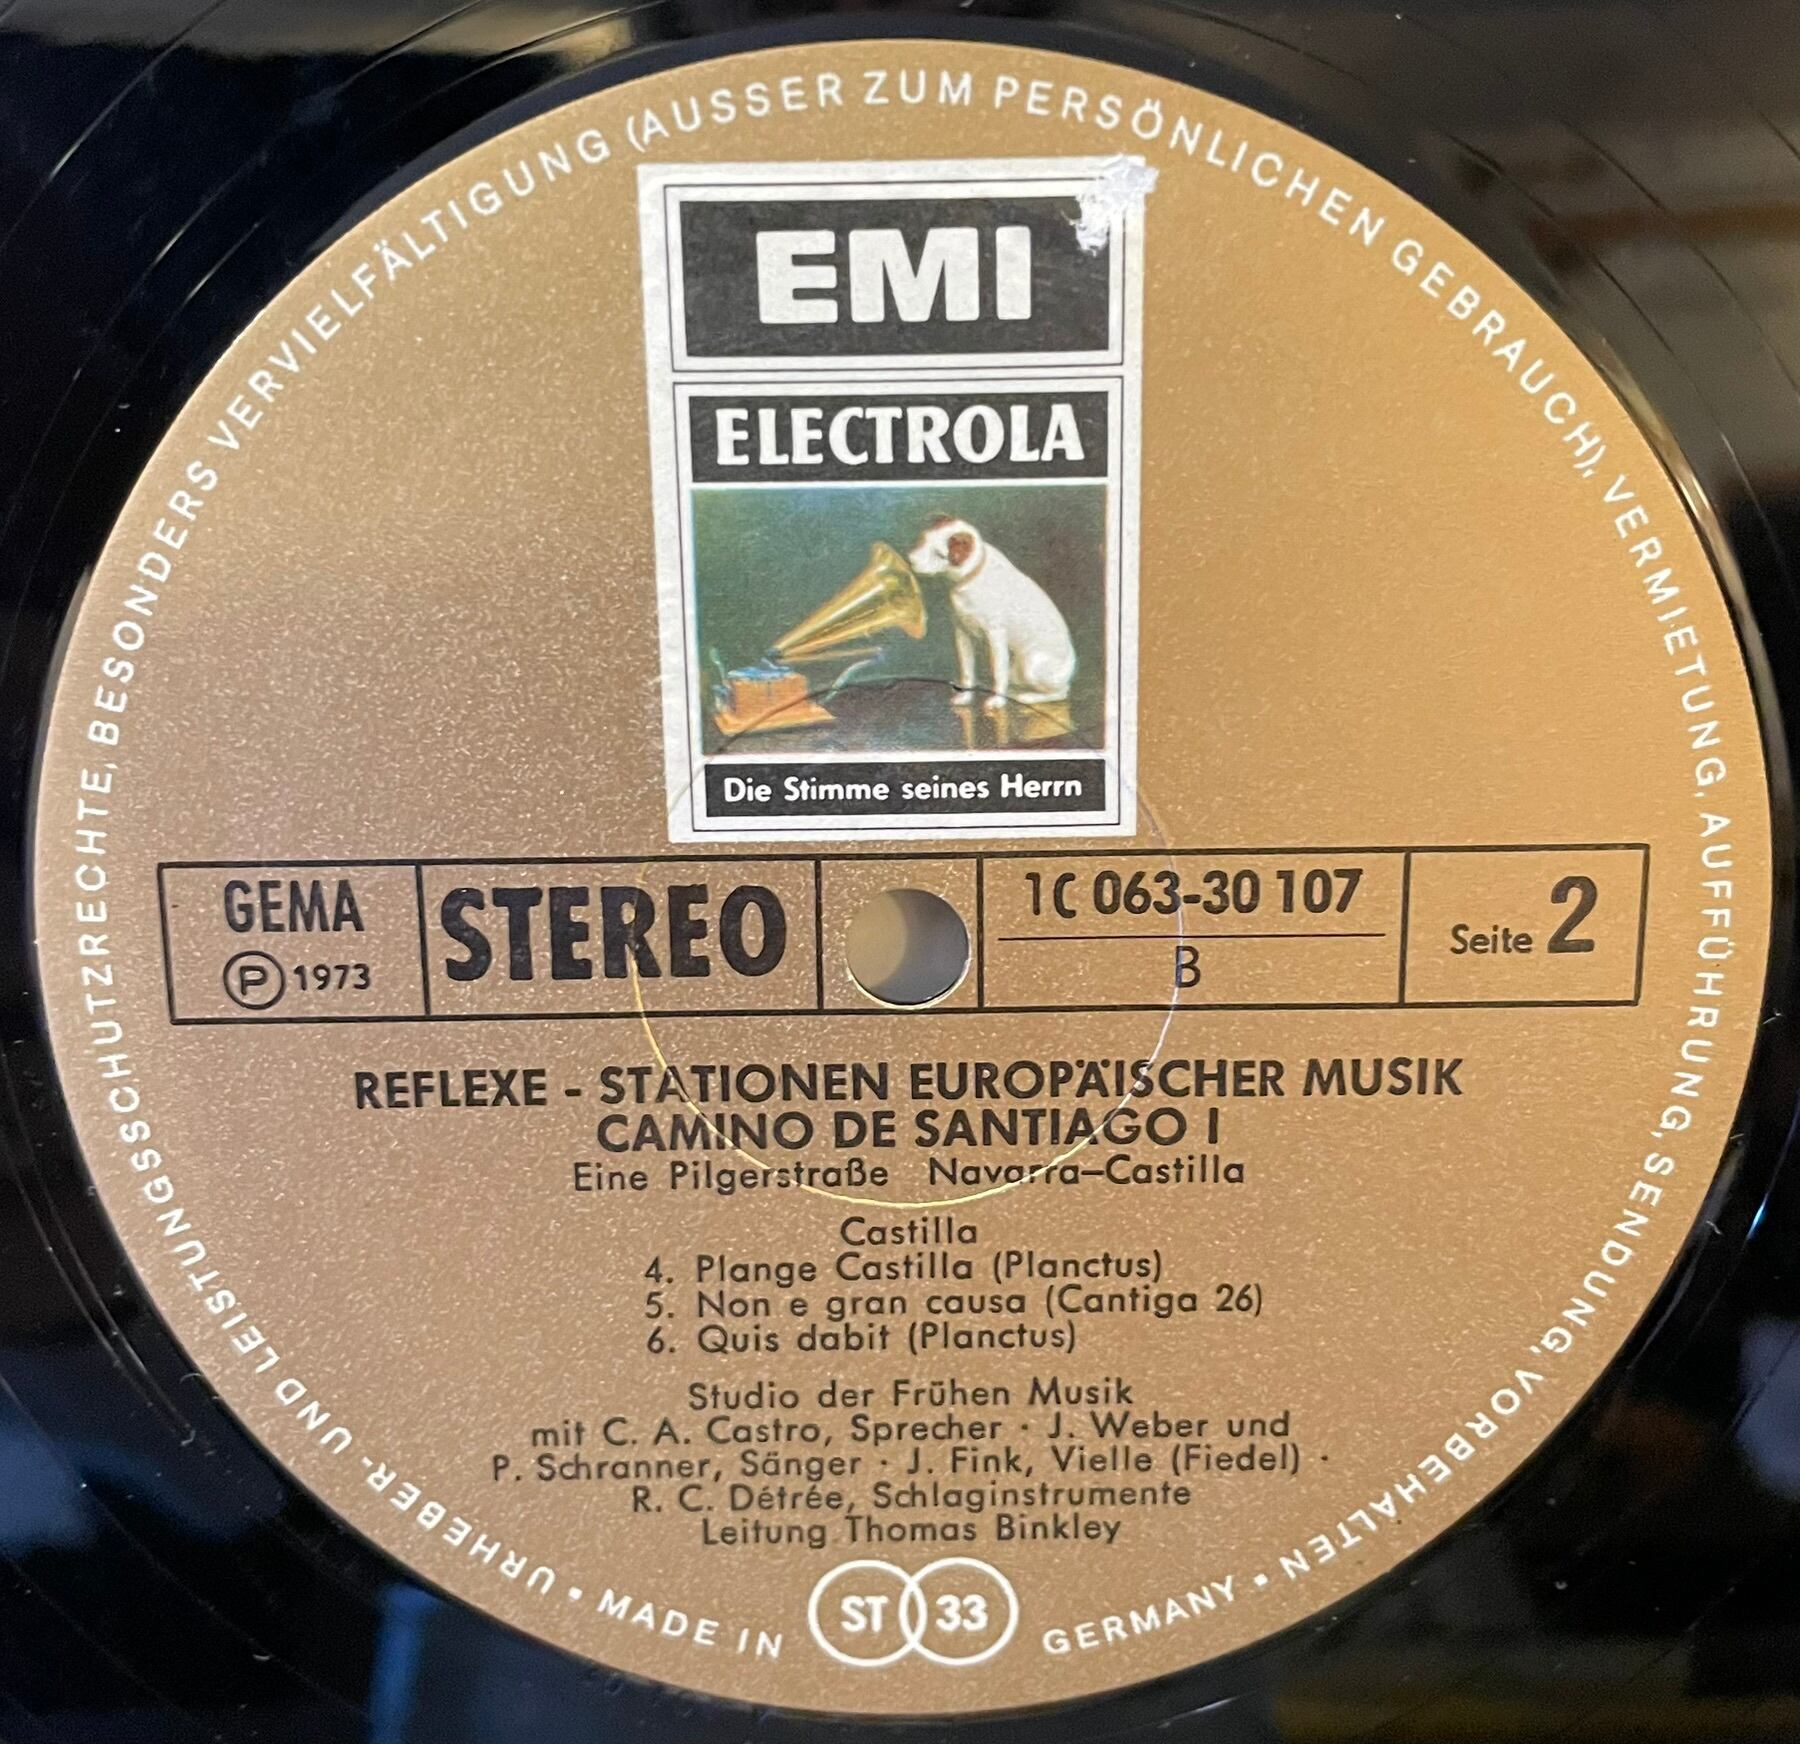 URHEBER- UND LEISTUNGSSCHUTZRECHTE, BESONDERS VERVIELFÄLTIGUNG (AUSSER ZUM PERSÖNLICHEN GEBRAUCH), VERMIETUNG, AUFFÜHRUNG, SENDUNG, VORBEHALTEN
EMI
ELECTROLA
Die Stimme seines Herrn
GEMA
℗ 1973
STEREO
1C 063-30 107
B
Seite 2
REFLEXE - STATIONEN EUROPÄISCHER MUSIK
CAMINO DE SANTIAGO I
Eine Pilgerstraße Navarra–Castilla
Castilla
4. Plange Castilla (Planctus)
5. Non e gran causa (Cantiga 26)
6. Quis dabit (Planctus)
Studio der Frühen Musik
mit C. A. Castro, Sprecher · J. Weber und
P. Schranner, Sänger · J. Fink, Vielle (Fiedel) ·
R. C. Détrée, Schlaginstrumente
Leitung Thomas Binkley
ST 33
• MADE IN GERMANY •